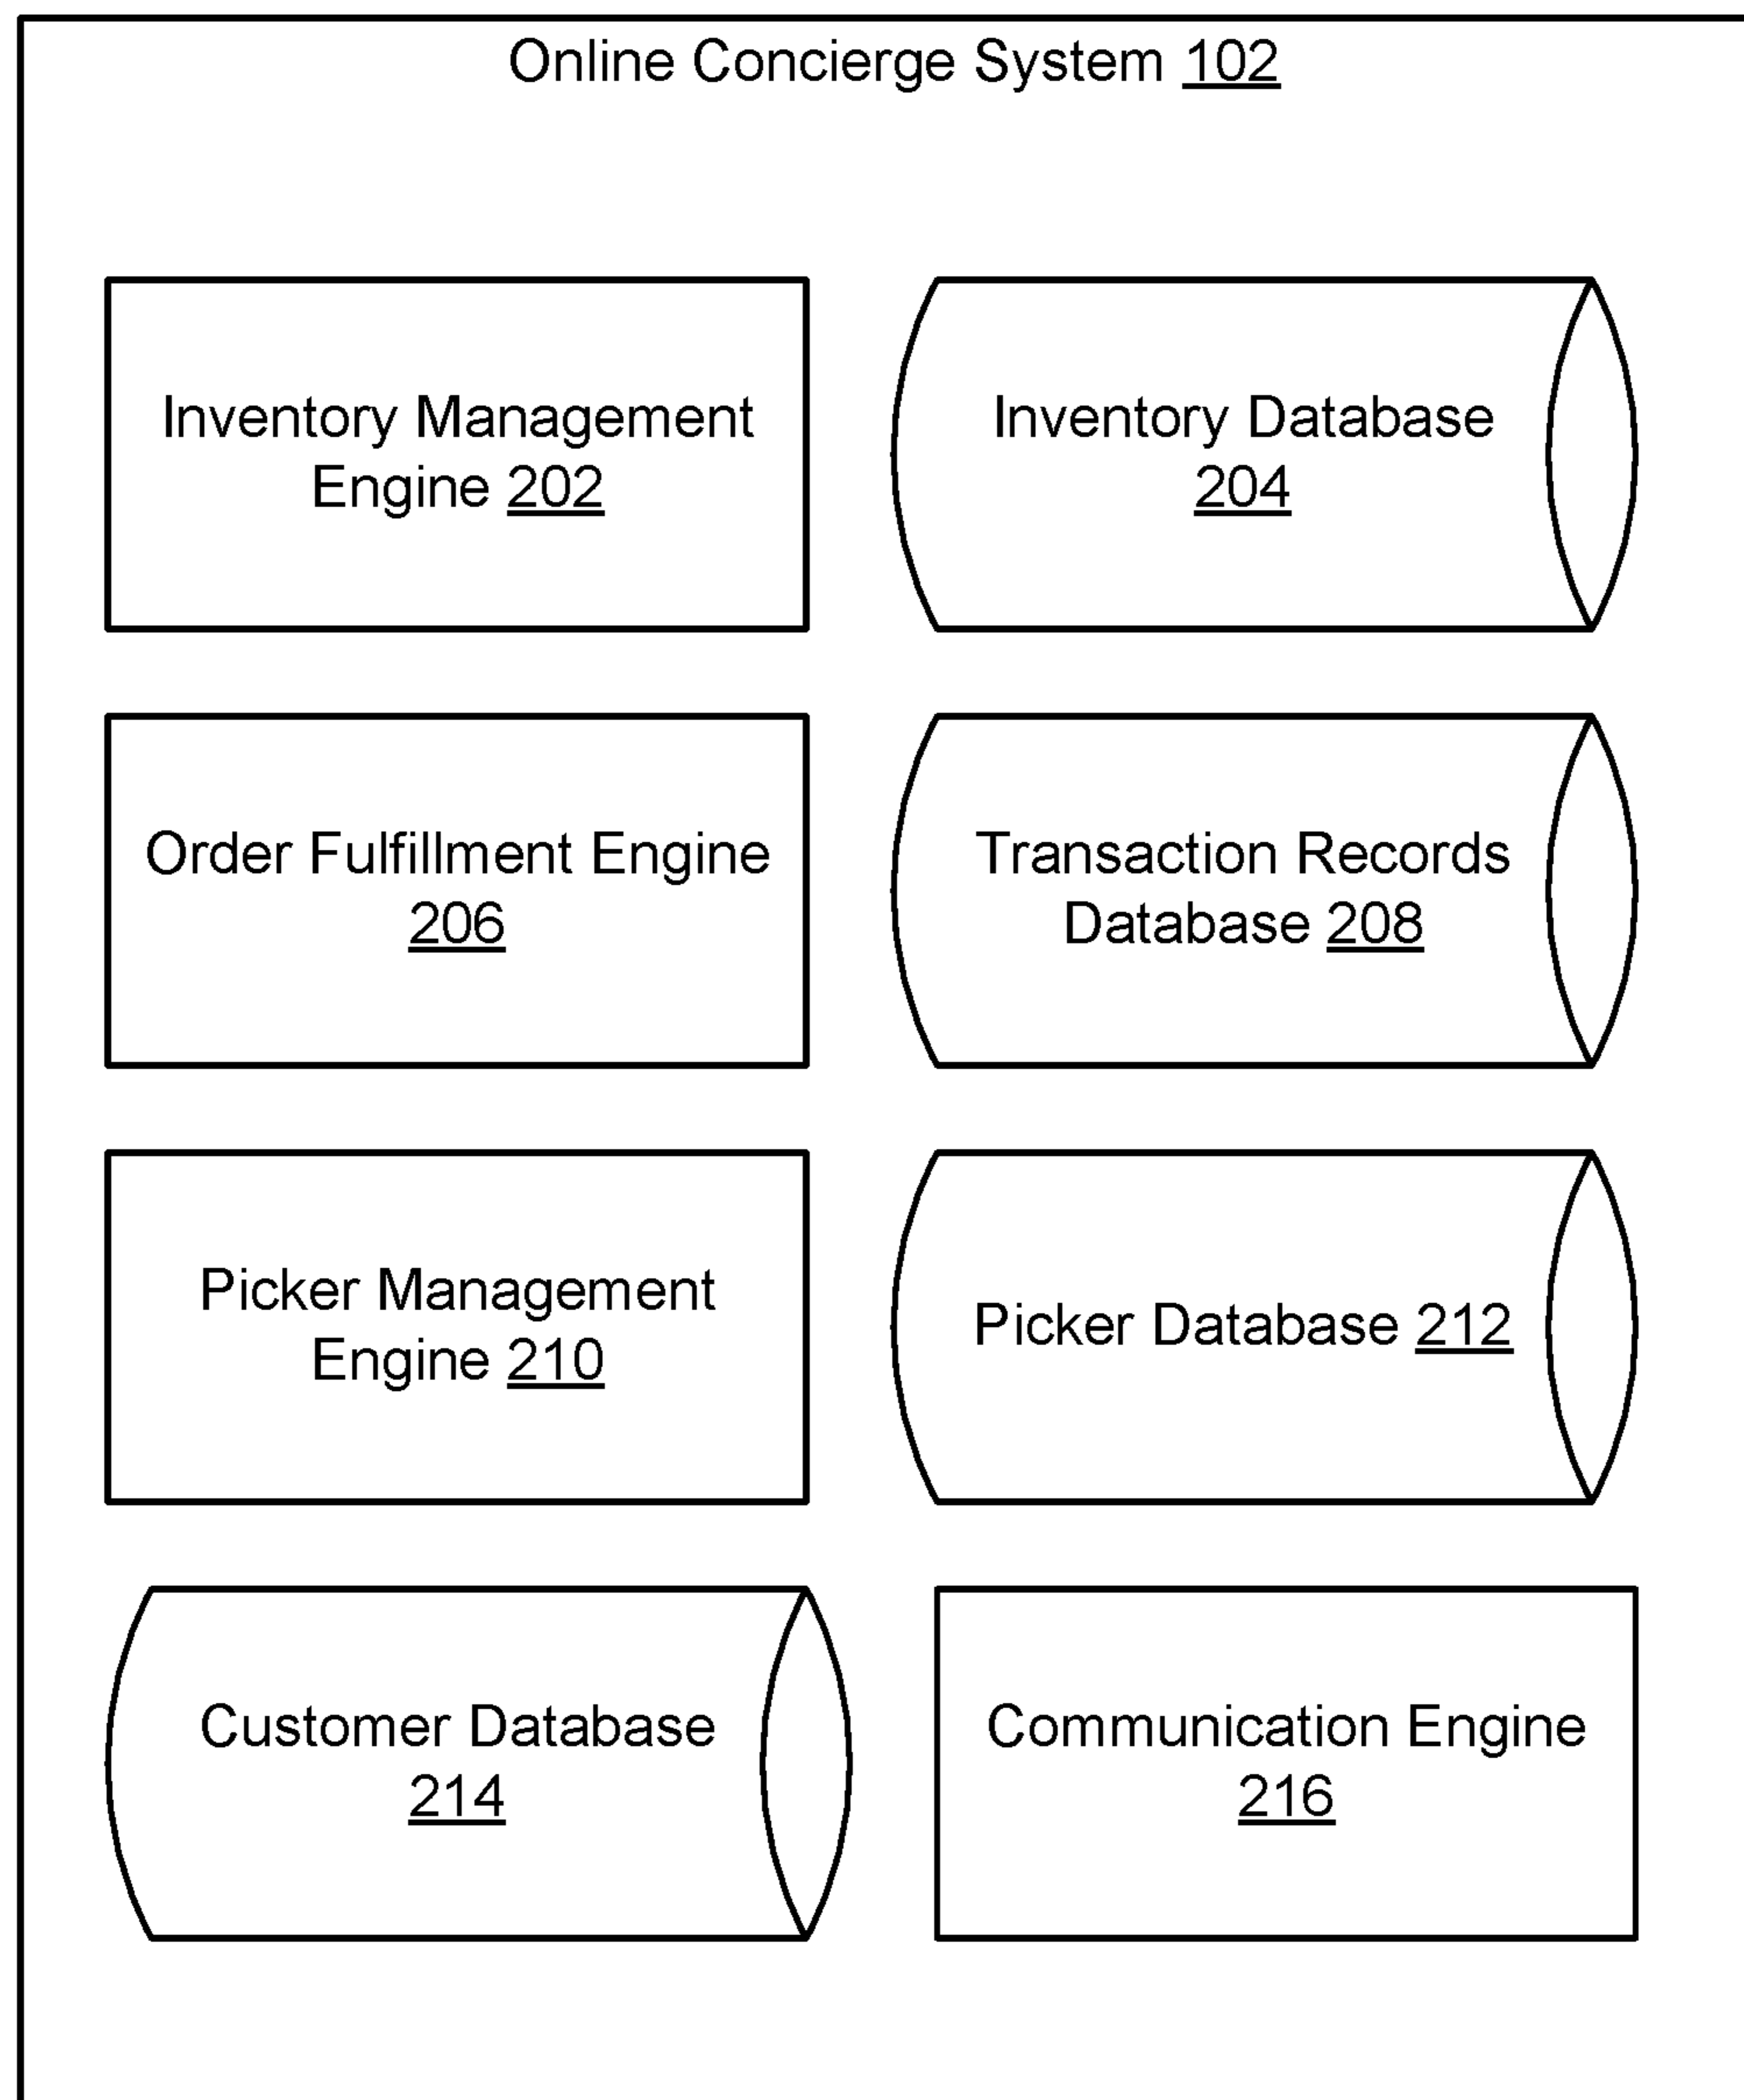 Online Concierge System 102
Inventory Management
Engine 202
Inventory Database
204
Order Fulfillment Engine
206
Transaction Records
Database 208
Picker Management
Engine 210
Picker Database 212
Customer Database
214
Communication Engine
216